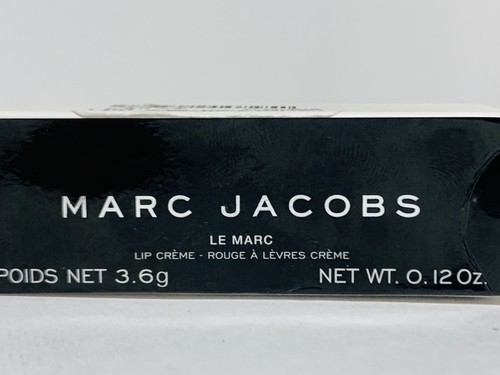 MARC JACOBS
LE MARC
LIP CRÈME - ROUGE À LÈVRES CRÈME
POIDS NET 3.6g NET WT. 0.12 Oz.